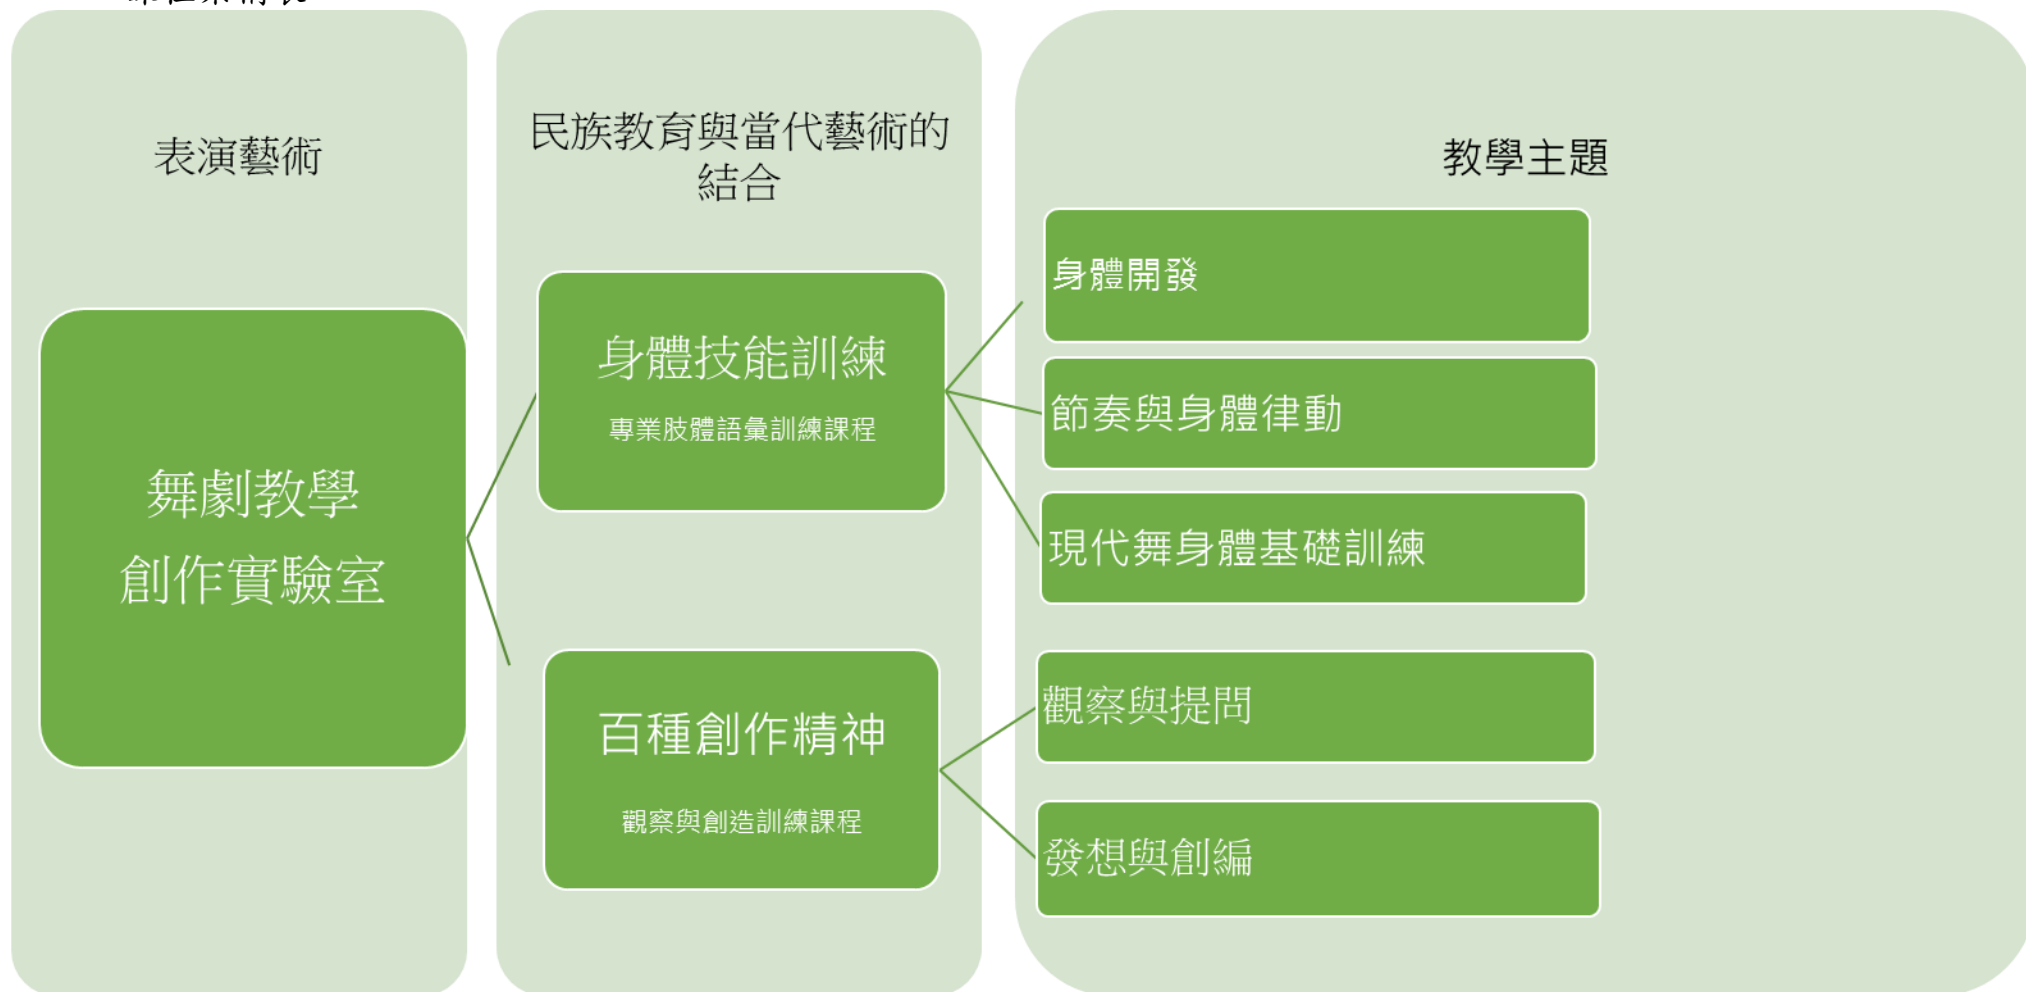 表演藝術
民族教育與當代藝術的
結合
教學主題
舞劇教學
創作實驗室
身體技能訓練
專業肢體語彙訓練課程
百種創作精神
觀察與創造訓練課程
身體開發
節奏與身體律動
現代舞身體基礎訓練
觀察與提問
發想與創編